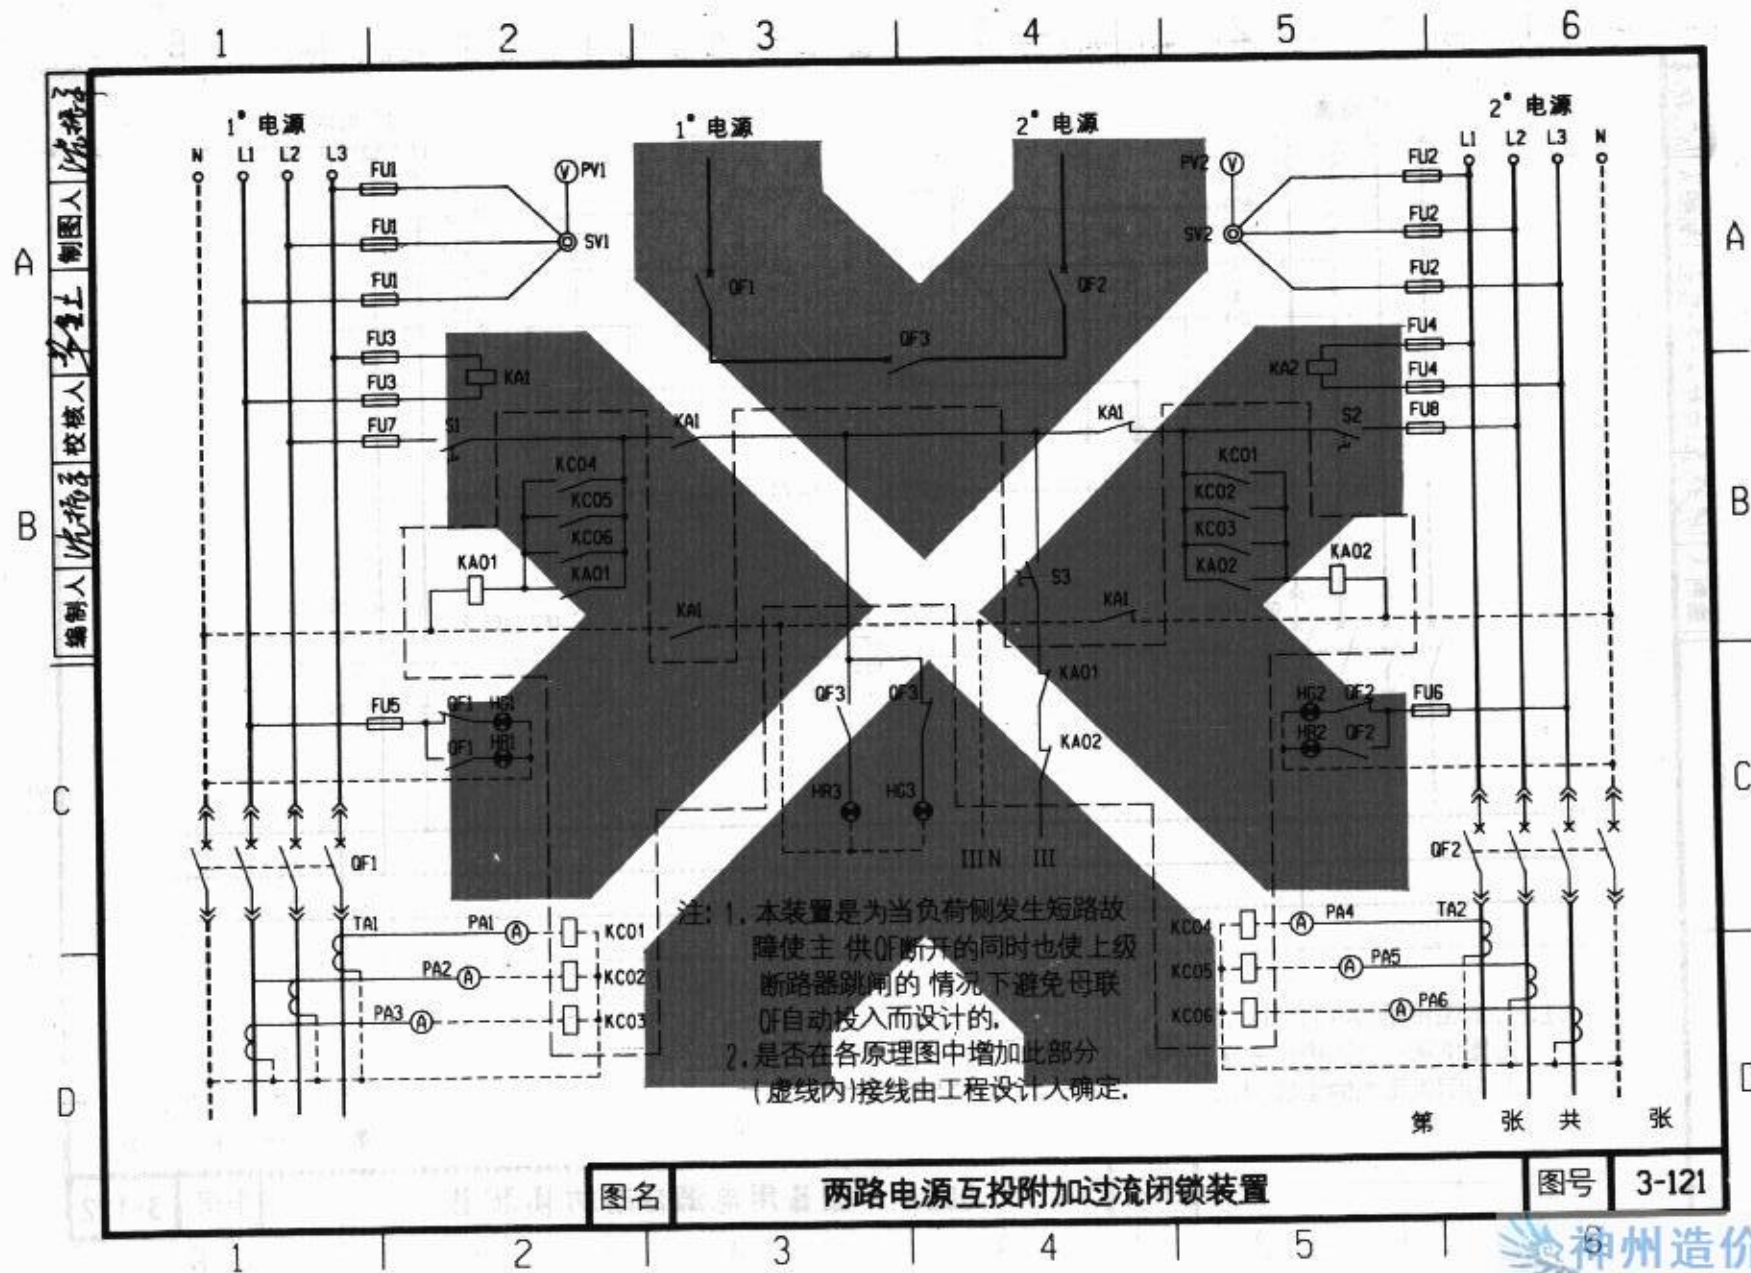 1 2 3 4 5 6
A B C D
A B C
制图人
校核人
编制人
1# 电源
N L1 L2 L3
FU1
FU1
FU1
FU3
FU3
FU7
PV1
SV1
KA1
S1
1# 电源
2# 电源
QF1
QF2
QF3
2# 电源
L1 L2 L3 N
PV2
SV2
FU2
FU2
FU2
FU4
FU4
FU8
KA2
S2
KA1
KA1
KC04
KC05
KC06
KA01
KA01
KA1
S3
KA1
KC01
KC02
KC03
KA02
KA02
FU5
QF1 HG1
QF1 HR1
QF3 QF3
HR3 HG3
KA01
KA02
IIIN III
HG2 QF2 FU6
HR2 QF2
QF1
QF2
TA1
PA1 A KC01
PA2 A KC02
PA3 A KC03
KC04 A PA4 TA2
KC05 A PA5
KC06 A PA6
注: 1. 本装置是为当负荷侧发生短路故
障使主 供QF断开的同时也使上级
断路器跳闸的 情况下避免母联
QF自动投入而设计的.
2. 是否在各原理图中增加此部分
(虚线内)接线由工程设计人确定.
第 张 共 张
图名 两路电源互投附加过流闭锁装置 图号 3-121
1 2 3 4 5 6
神州造价